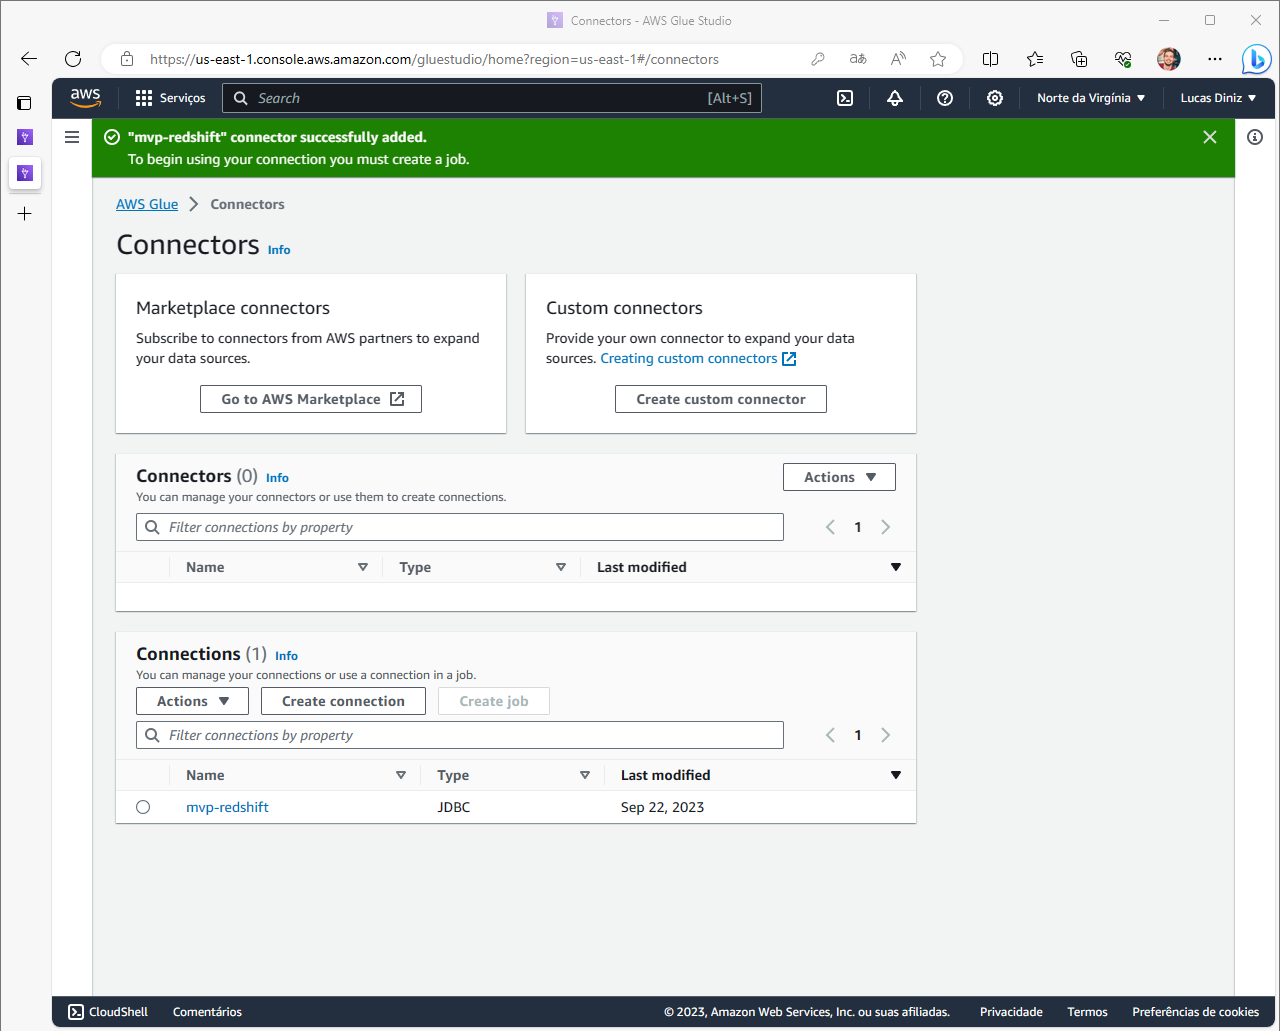 Connectors - AWS Glue Studio
https://us-east-1.console.aws.amazon.com/gluestudio/home?region=us-east-1#/connectors
aws
Serviços
Search
[Alt+S]
Norte da Virgínia
Lucas Diniz
"mvp-redshift" connector successfully added.
To begin using your connection you must create a job.
AWS Glue
Connectors
Connectors Info
Marketplace connectors
Subscribe to connectors from AWS partners to expand
your data sources.
Go to AWS Marketplace
Custom connectors
Provide your own connector to expand your data
sources. Creating custom connectors
Create custom connector
Connectors (0) Info
You can manage your connectors or use them to create connections.
Actions
Filter connections by property
1
Name
Type
Last modified
Connections (1) Info
You can manage your connections or use a connection in a job.
Actions
Create connection
Create job
Filter connections by property
1
Name
Type
Last modified
mvp-redshift
JDBC
Sep 22, 2023
CloudShell
Comentários
© 2023, Amazon Web Services, Inc. ou suas afiliadas.
Privacidade
Termos
Preferências de cookies